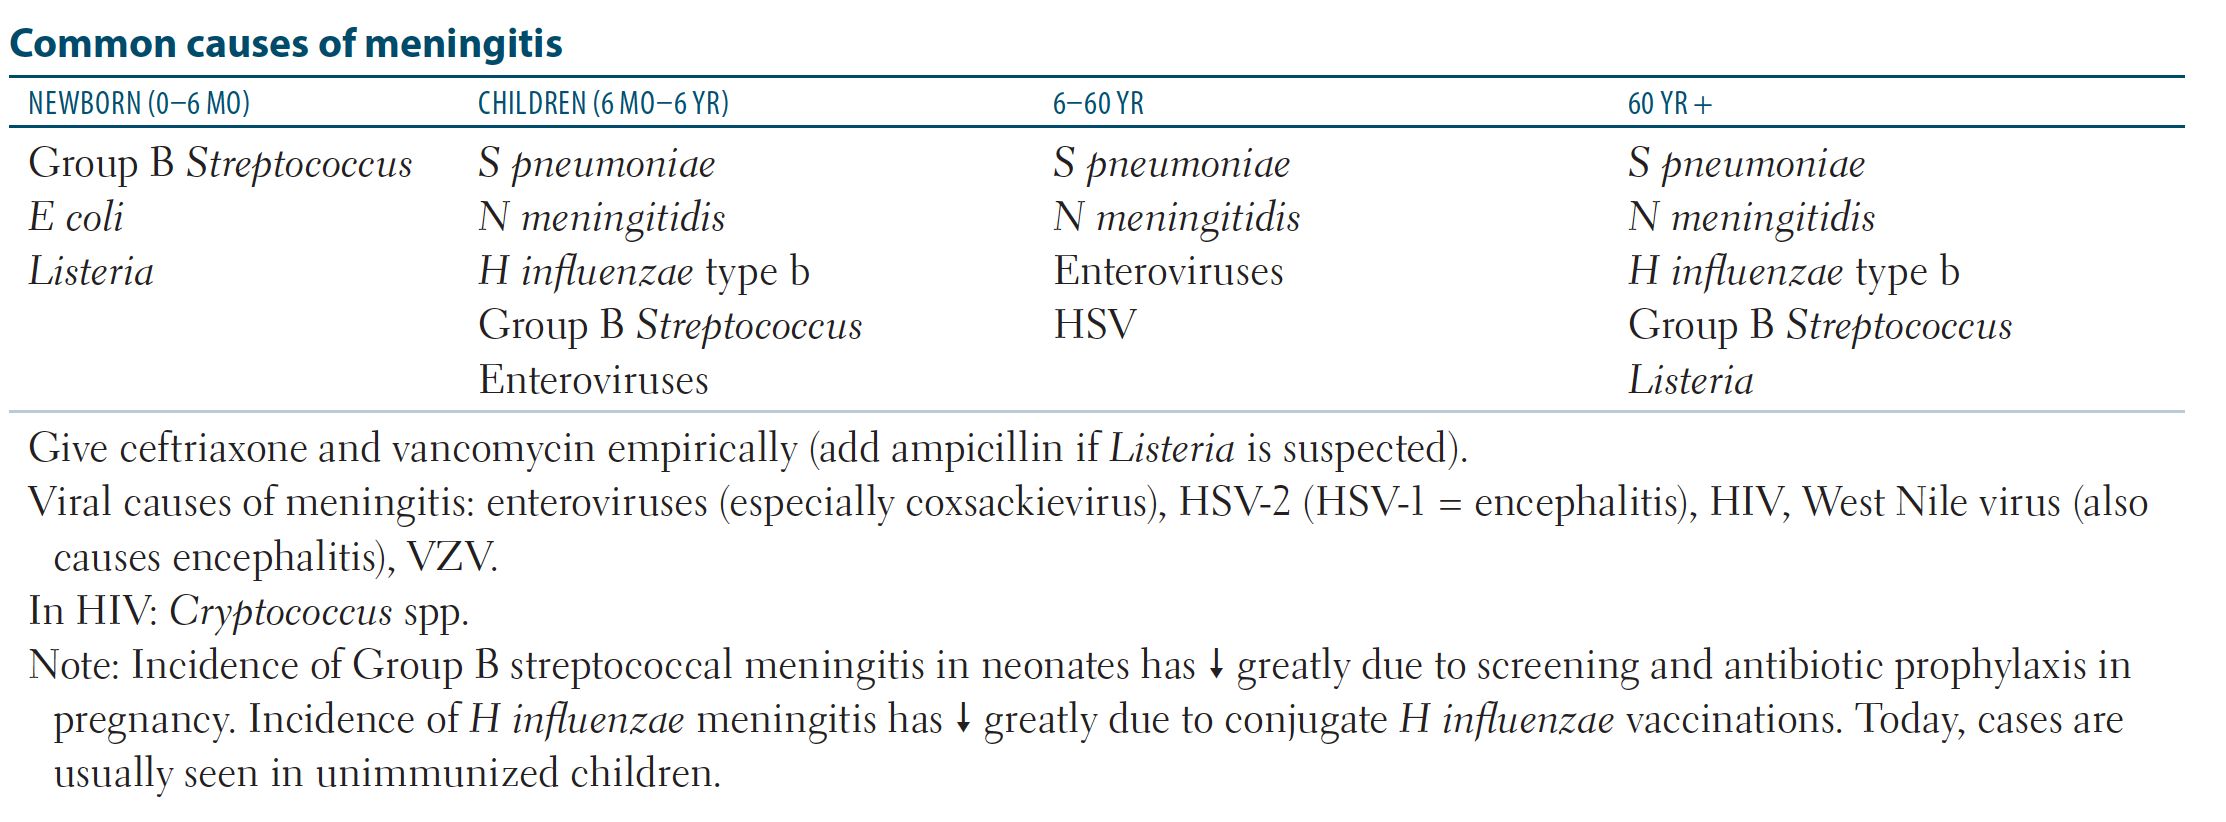 Common causes of meningitis
NEWBORN (0–6 MO) CHILDREN (6 MO–6 YR) 6–60 YR 60 YR +
Group B Streptococcus S pneumoniae S pneumoniae S pneumoniae
E coli N meningitidis N meningitidis N meningitidis
Listeria H influenzae type b Enteroviruses H influenzae type b
Group B Streptococcus HSV Group B Streptococcus
Enteroviruses Listeria
Give ceftriaxone and vancomycin empirically (add ampicillin if Listeria is suspected).
Viral causes of meningitis: enteroviruses (especially coxsackievirus), HSV-2 (HSV-1 = encephalitis), HIV, West Nile virus (also
causes encephalitis), VZV.
In HIV: Cryptococcus spp.
Note: Incidence of Group B streptococcal meningitis in neonates has ↓ greatly due to screening and antibiotic prophylaxis in
pregnancy. Incidence of H influenzae meningitis has ↓ greatly due to conjugate H influenzae vaccinations. Today, cases are
usually seen in unimmunized children.